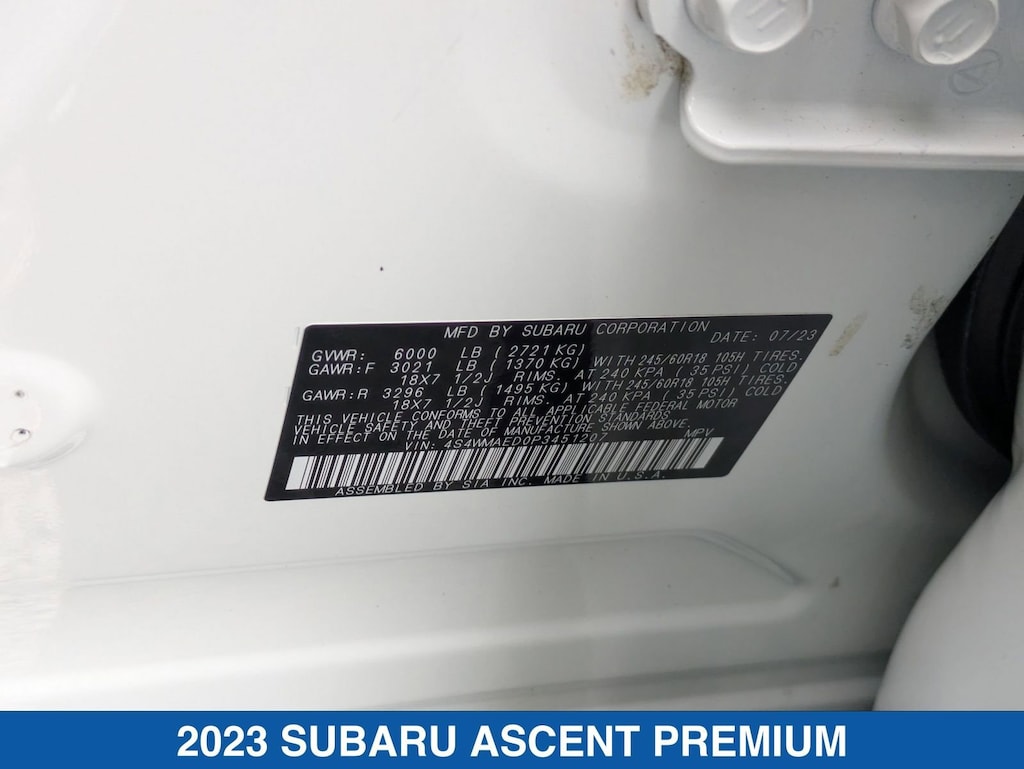 MFD BY SUBARU CORPORATION DATE: 07/23
GVWR: 6000 LB ( 2721 KG)
GAWR:F 3021 LB ( 1370 KG) WITH 245/60R18 105H TIRES.
18X7 1/2J RIMS. AT 240 KPA ( 35 PSI) COLD
GAWR:R 3296 LB ( 1495 KG) WITH 245/60R18 105H TIRES.
18X7 1/2J RIMS. AT 240 KPA ( 35 PSI) COLD
THIS VEHICLE CONFORMS TO ALL APPLICABLE FEDERAL MOTOR
VEHICLE SAFETY AND THEFT PREVENTION STANDARDS
IN EFFECT ON THE DATE OF MANUFACTURE SHOWN ABOVE.
VIN: 4S4WMAED0P3451207 MPV
ASSEMBLED BY SIA INC. MADE IN U.S.A.
2023 SUBARU ASCENT PREMIUM